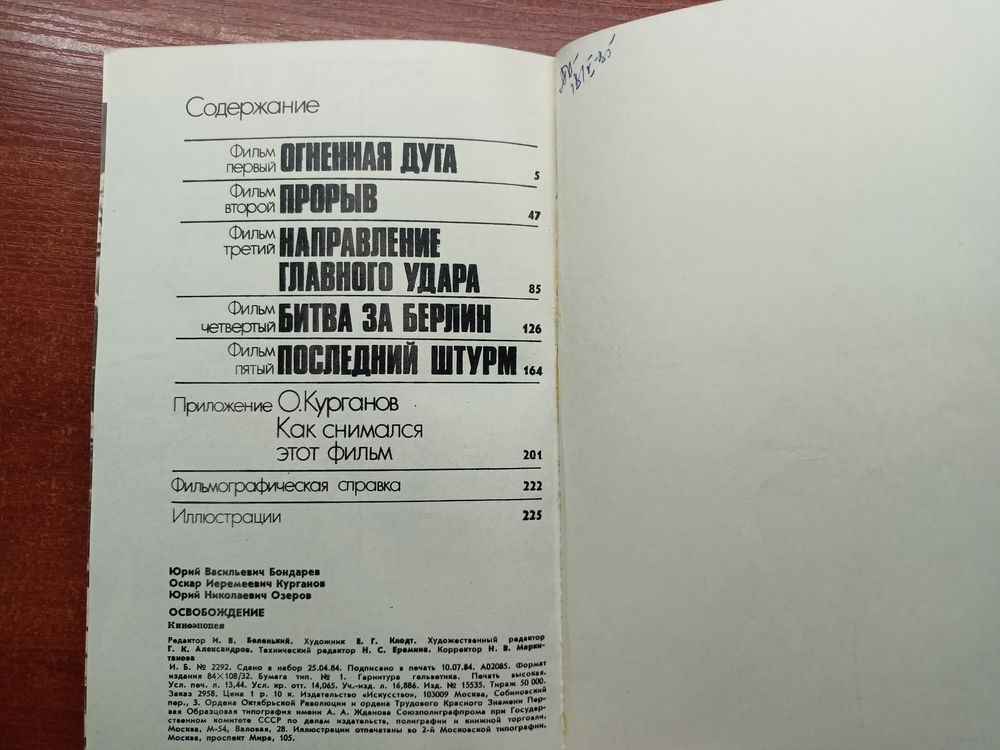 Содержание
Фильм первый ОГНЕННАЯ ДУГА 5
Фильм второй ПРОРЫВ 47
Фильм третий НАПРАВЛЕНИЕ
ГЛАВНОГО УДАРА 85
Фильм четвертый БИТВА ЗА БЕРЛИН 126
Фильм пятый ПОСЛЕДНИЙ ШТУРМ 164
Приложение О.Курганов
Как снимался
этот фильм 201
Фильмографическая справка 222
Иллюстрации 225
Юрий Васильевич Бондарев
Оскар Иеремеевич Курганов
Юрий Николаевич Озеров
ОСВОБОЖДЕНИЕ
Киноэпопея
Редактор И. В. Беленький. Художник Е. Г. Клодт. Художественный редактор
Г. К. Александров. Технический редактор Н. С. Еремина. Корректор Н. В. Марки-
танова
И. Б. № 2292. Сдано в набор 25.04.84. Подписано в печать 10.07.84. А02085. Формат
издания 84×108/32. Бумага тип. № 1. Гарнитура гельветика. Печать высокая.
Усл. печ. л. 13,44. Усл. кр. отт. 14,065. Уч.-изд. л. 16,886. Изд. № 15535. Тираж 50 000.
Заказ 2958. Цена 1 р. 10 к. Издательство «Искусство», 103009 Москва, Собиновский
пер., 3. Ордена Октябрьской Революции и ордена Трудового Красного Знамени Пер-
вая Образцовая типография имени А. А. Жданова Союзполиграфпрома при Государ-
ственном комитете СССР по делам издательств, полиграфии и книжной торговли.
Москва, М-54, Валовая, 28. Иллюстрации отпечатаны во 2-й Московской типографии.
Москва, проспект Мира, 105.